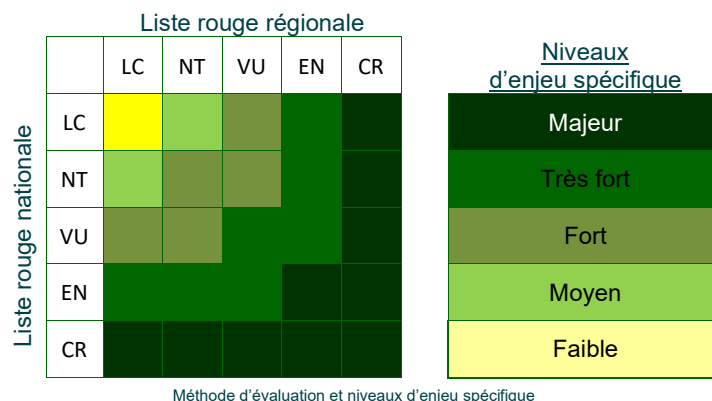 Liste rouge régionale
LC NT VU EN CR
Liste rouge nationale
LC
NT
VU
EN
CR
Niveaux
d'enjeu spécifique
Majeur
Très fort
Fort
Moyen
Faible
Méthode d'évaluation et niveaux d'enjeu spécifique